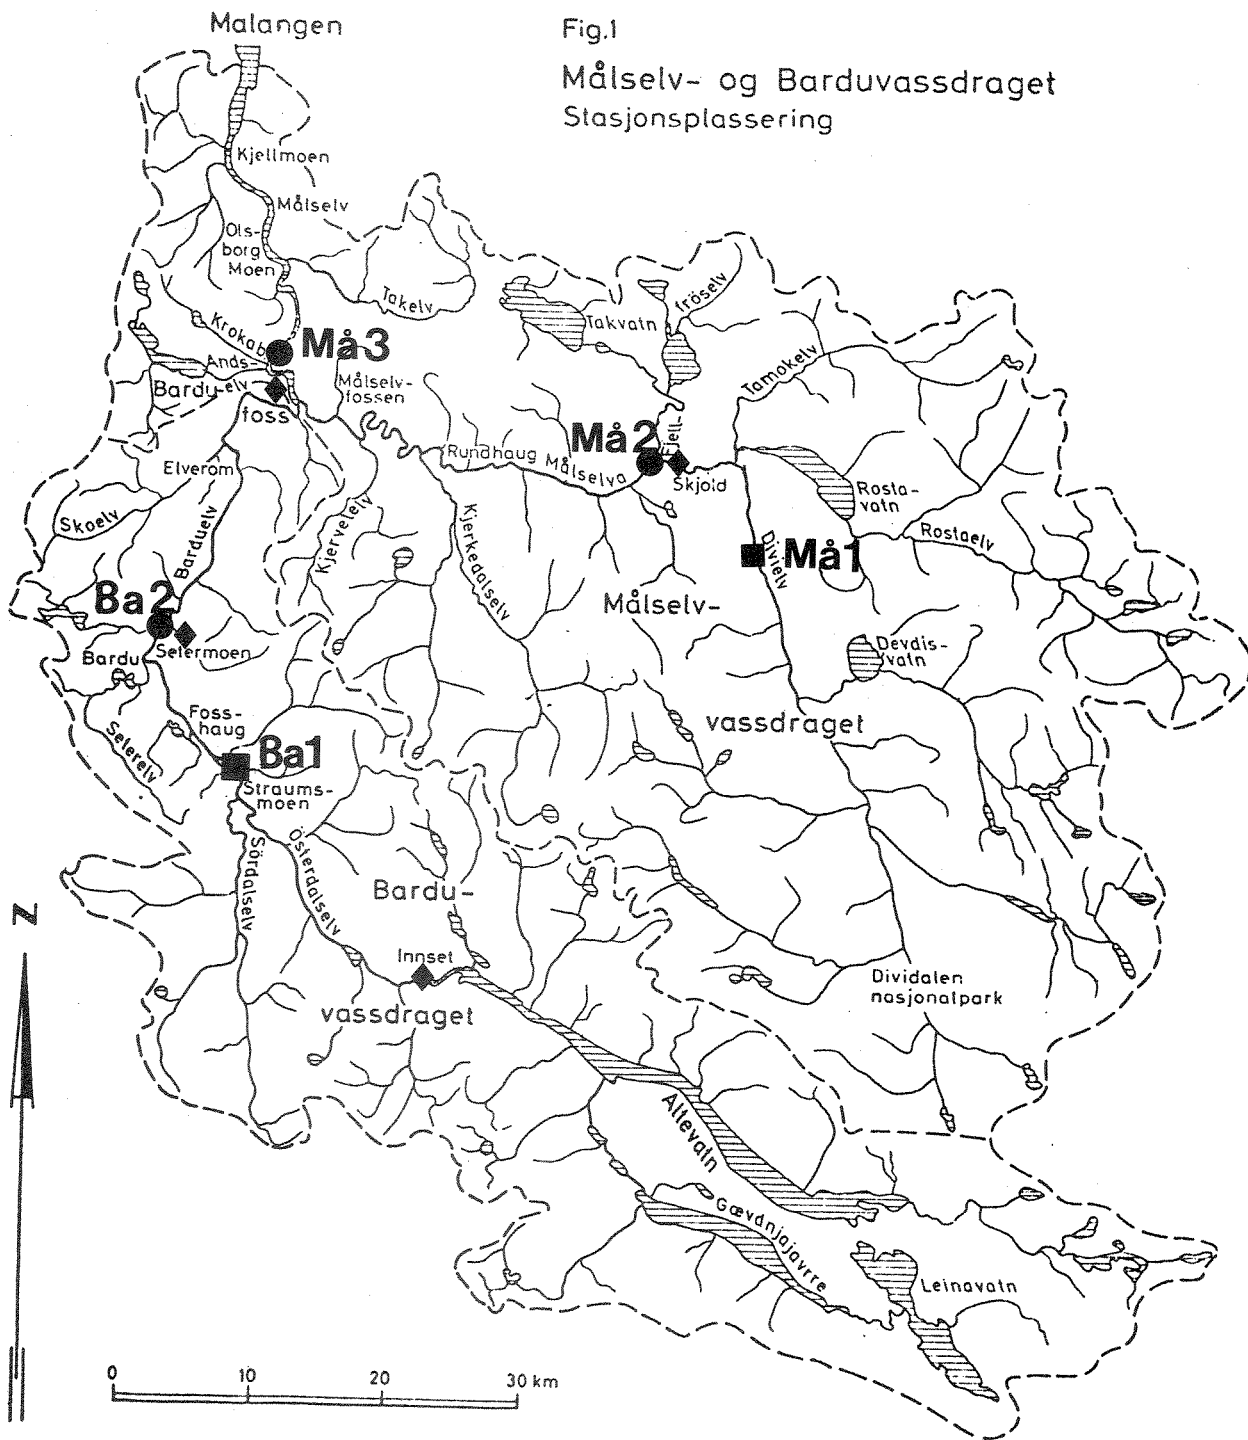 Malangen
Fig.1
Målselv- og Barduvassdraget
Stasjonsplassering
Kjellmoen
Målselv
Ols-
borg
Moen
Takelv
Takvatn
fröselv
Tamokelv
Krokab
Må3
Ands-
Bardu-elv
foss
Målselv-
fossen
Må2
Fjell-
Rundhaug
Målselva
Skjold
Rosta-
vatn
Rostaelv
Elverom
Skoelv
Barduelv
Kjervelelv
Kjerkedalselv
Divielv
Må1
Ba2
Målselv-
Setermoen
Bardu
Devdis-
vatn
Foss-
haug
Seterelv
vassdraget
Ba1
Straums-
moen
Sördalselv
Österdalselv
Bardu-
N
Innset
vassdraget
Dividalen
nasjonalpark
Altevatn
Gævdnjajavrre
Leinavatn
0 10 20 30 km